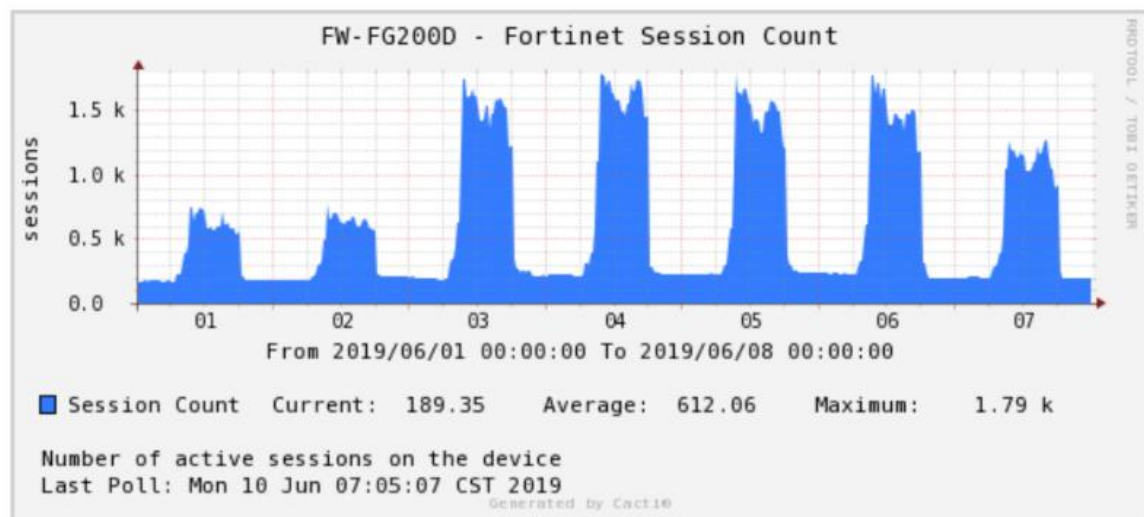 FW-FG200D - Fortinet Session Count
RRDTOOL / TOBI OETIKER
sessions
1.5 k
1.0 k
0.5 k
0.0
01 02 03 04 05 06 07
From 2019/06/01 00:00:00 To 2019/06/08 00:00:00
Session Count Current: 189.35 Average: 612.06 Maximum: 1.79 k
Number of active sessions on the device
Last Poll: Mon 10 Jun 07:05:07 CST 2019
Generated by Cacti®